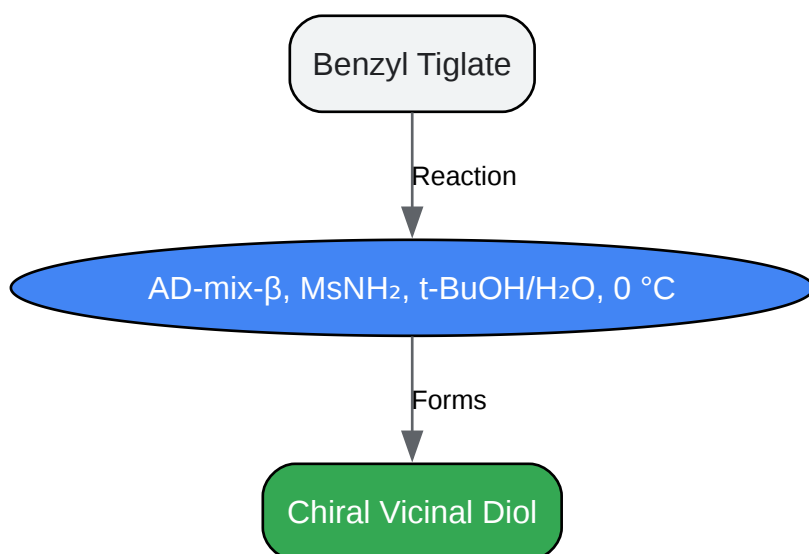 Benzyl Tiglate
Reaction
AD-mix-β, MsNH₂, t-BuOH/H₂O, 0 °C
Forms
Chiral Vicinal Diol